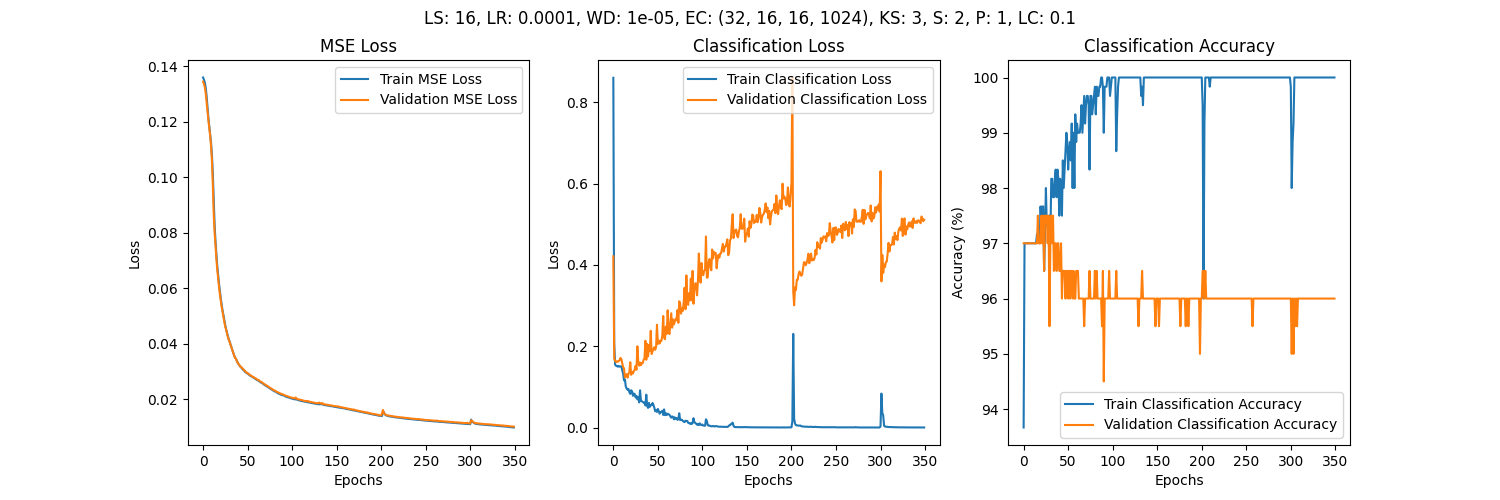 LS: 16, LR: 0.0001, WD: 1e-05, EC: (32, 16, 16, 1024), KS: 3, S: 2, P: 1, LC: 0.1
MSE Loss
Train MSE Loss
Validation MSE Loss
Loss
0.14
0.12
0.10
0.08
0.06
0.04
0.02
0 50 100 150 200 250 300 350
Epochs
Classification Loss
Train Classification Loss
Validation Classification Loss
Loss
0.8
0.6
0.4
0.2
0.0
0 50 100 150 200 250 300 350
Epochs
Classification Accuracy
Accuracy (%)
100
99
98
97
96
95
94
Train Classification Accuracy
Validation Classification Accuracy
0 50 100 150 200 250 300 350
Epochs